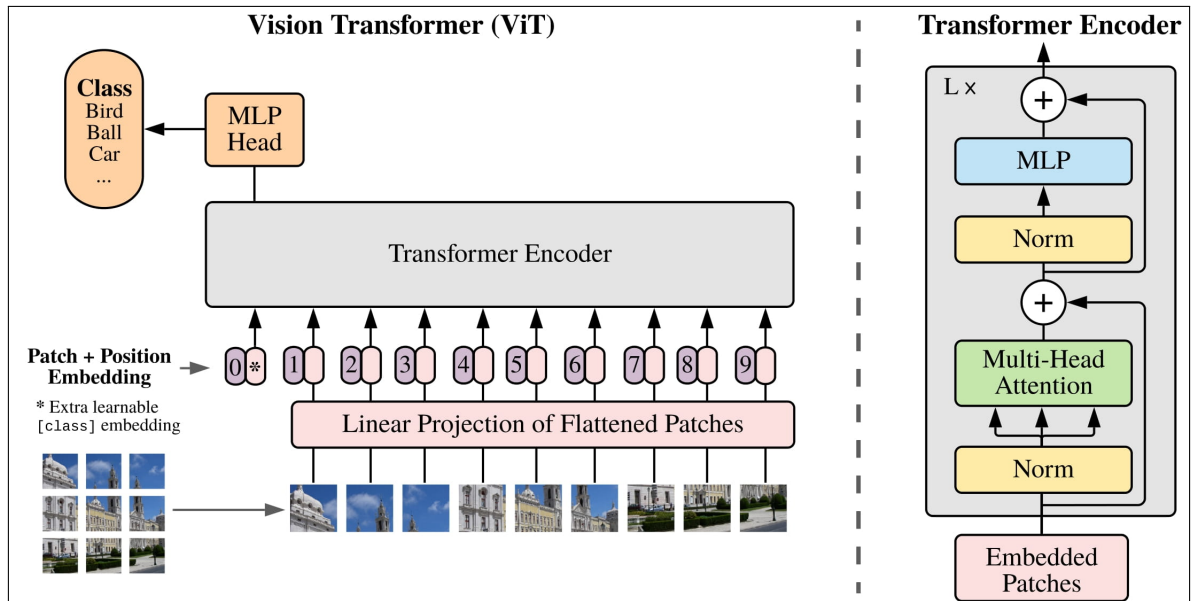 Vision Transformer (ViT)
Class
Bird
Ball
Car
...
MLP
Head
Transformer Encoder
0 * 1 2 3 4 5 6 7 8 9
Patch + Position
Embedding
* Extra learnable
[class] embedding
Linear Projection of Flattened Patches
Transformer Encoder
L x
+
MLP
Norm
+
Multi-Head
Attention
Norm
Embedded
Patches